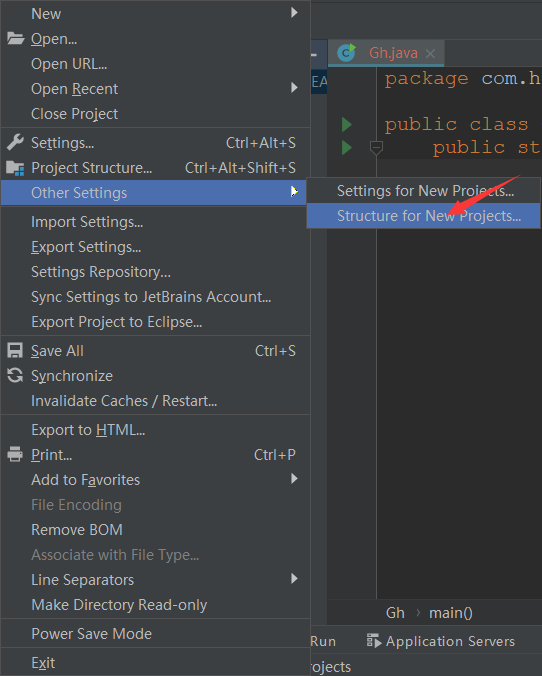 New
Open...
Open URL...
Open Recent
Close Project
Settings... Ctrl+Alt+S
Project Structure... Ctrl+Alt+Shift+S
Other Settings
Import Settings...
Export Settings...
Settings Repository...
Sync Settings to JetBrains Account...
Export Project to Eclipse...
Save All Ctrl+S
Synchronize
Invalidate Caches / Restart...
Export to HTML...
Print... Ctrl+P
Add to Favorites
File Encoding
Remove BOM
Associate with File Type...
Line Separators
Make Directory Read-only
Power Save Mode
Exit
Settings for New Projects...
Structure for New Projects...
Gh.java
EA
package com.h
public class
public st
Gh › main()
Run Application Servers
rojects